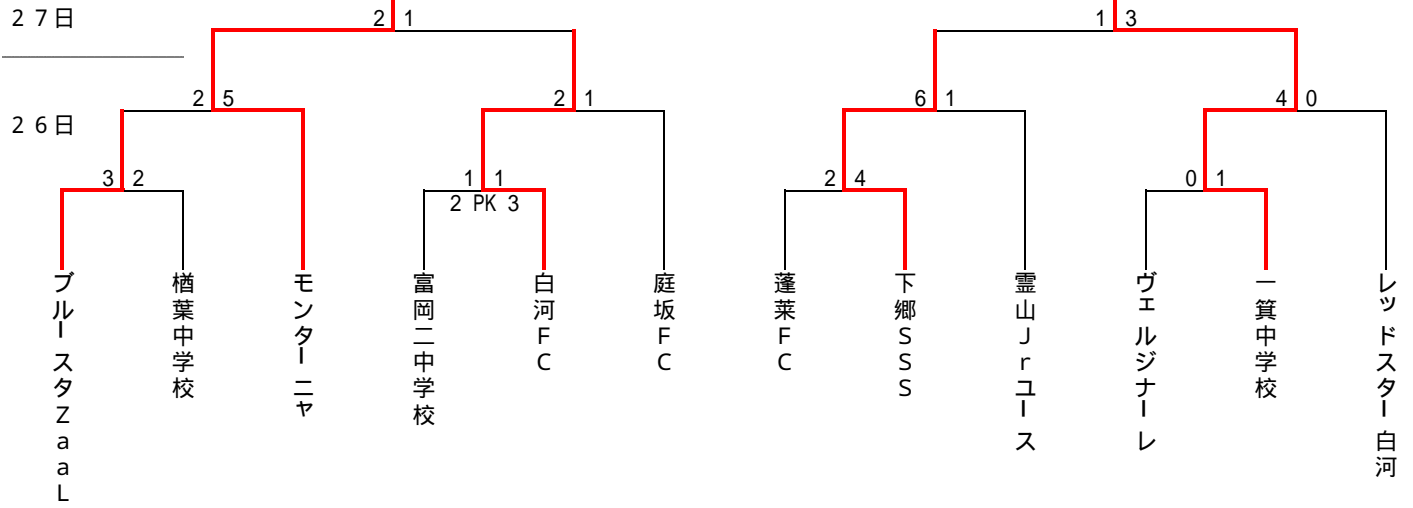 ２７日
2 1
1 3
2 5
2 1
6 1
4 0
２６日
3 2
1 1
2 PK 3
2 4
0 1
ブルースタＺａａＬ
楢葉中学校
モンターニャ
富岡二中学校
白河ＦＣ
庭坂ＦＣ
蓬莱ＦＣ
下郷ＳＳＳ
霊山Ｊｒユース
ヴェルジナーレ
一箕中学校
レッドスター白河